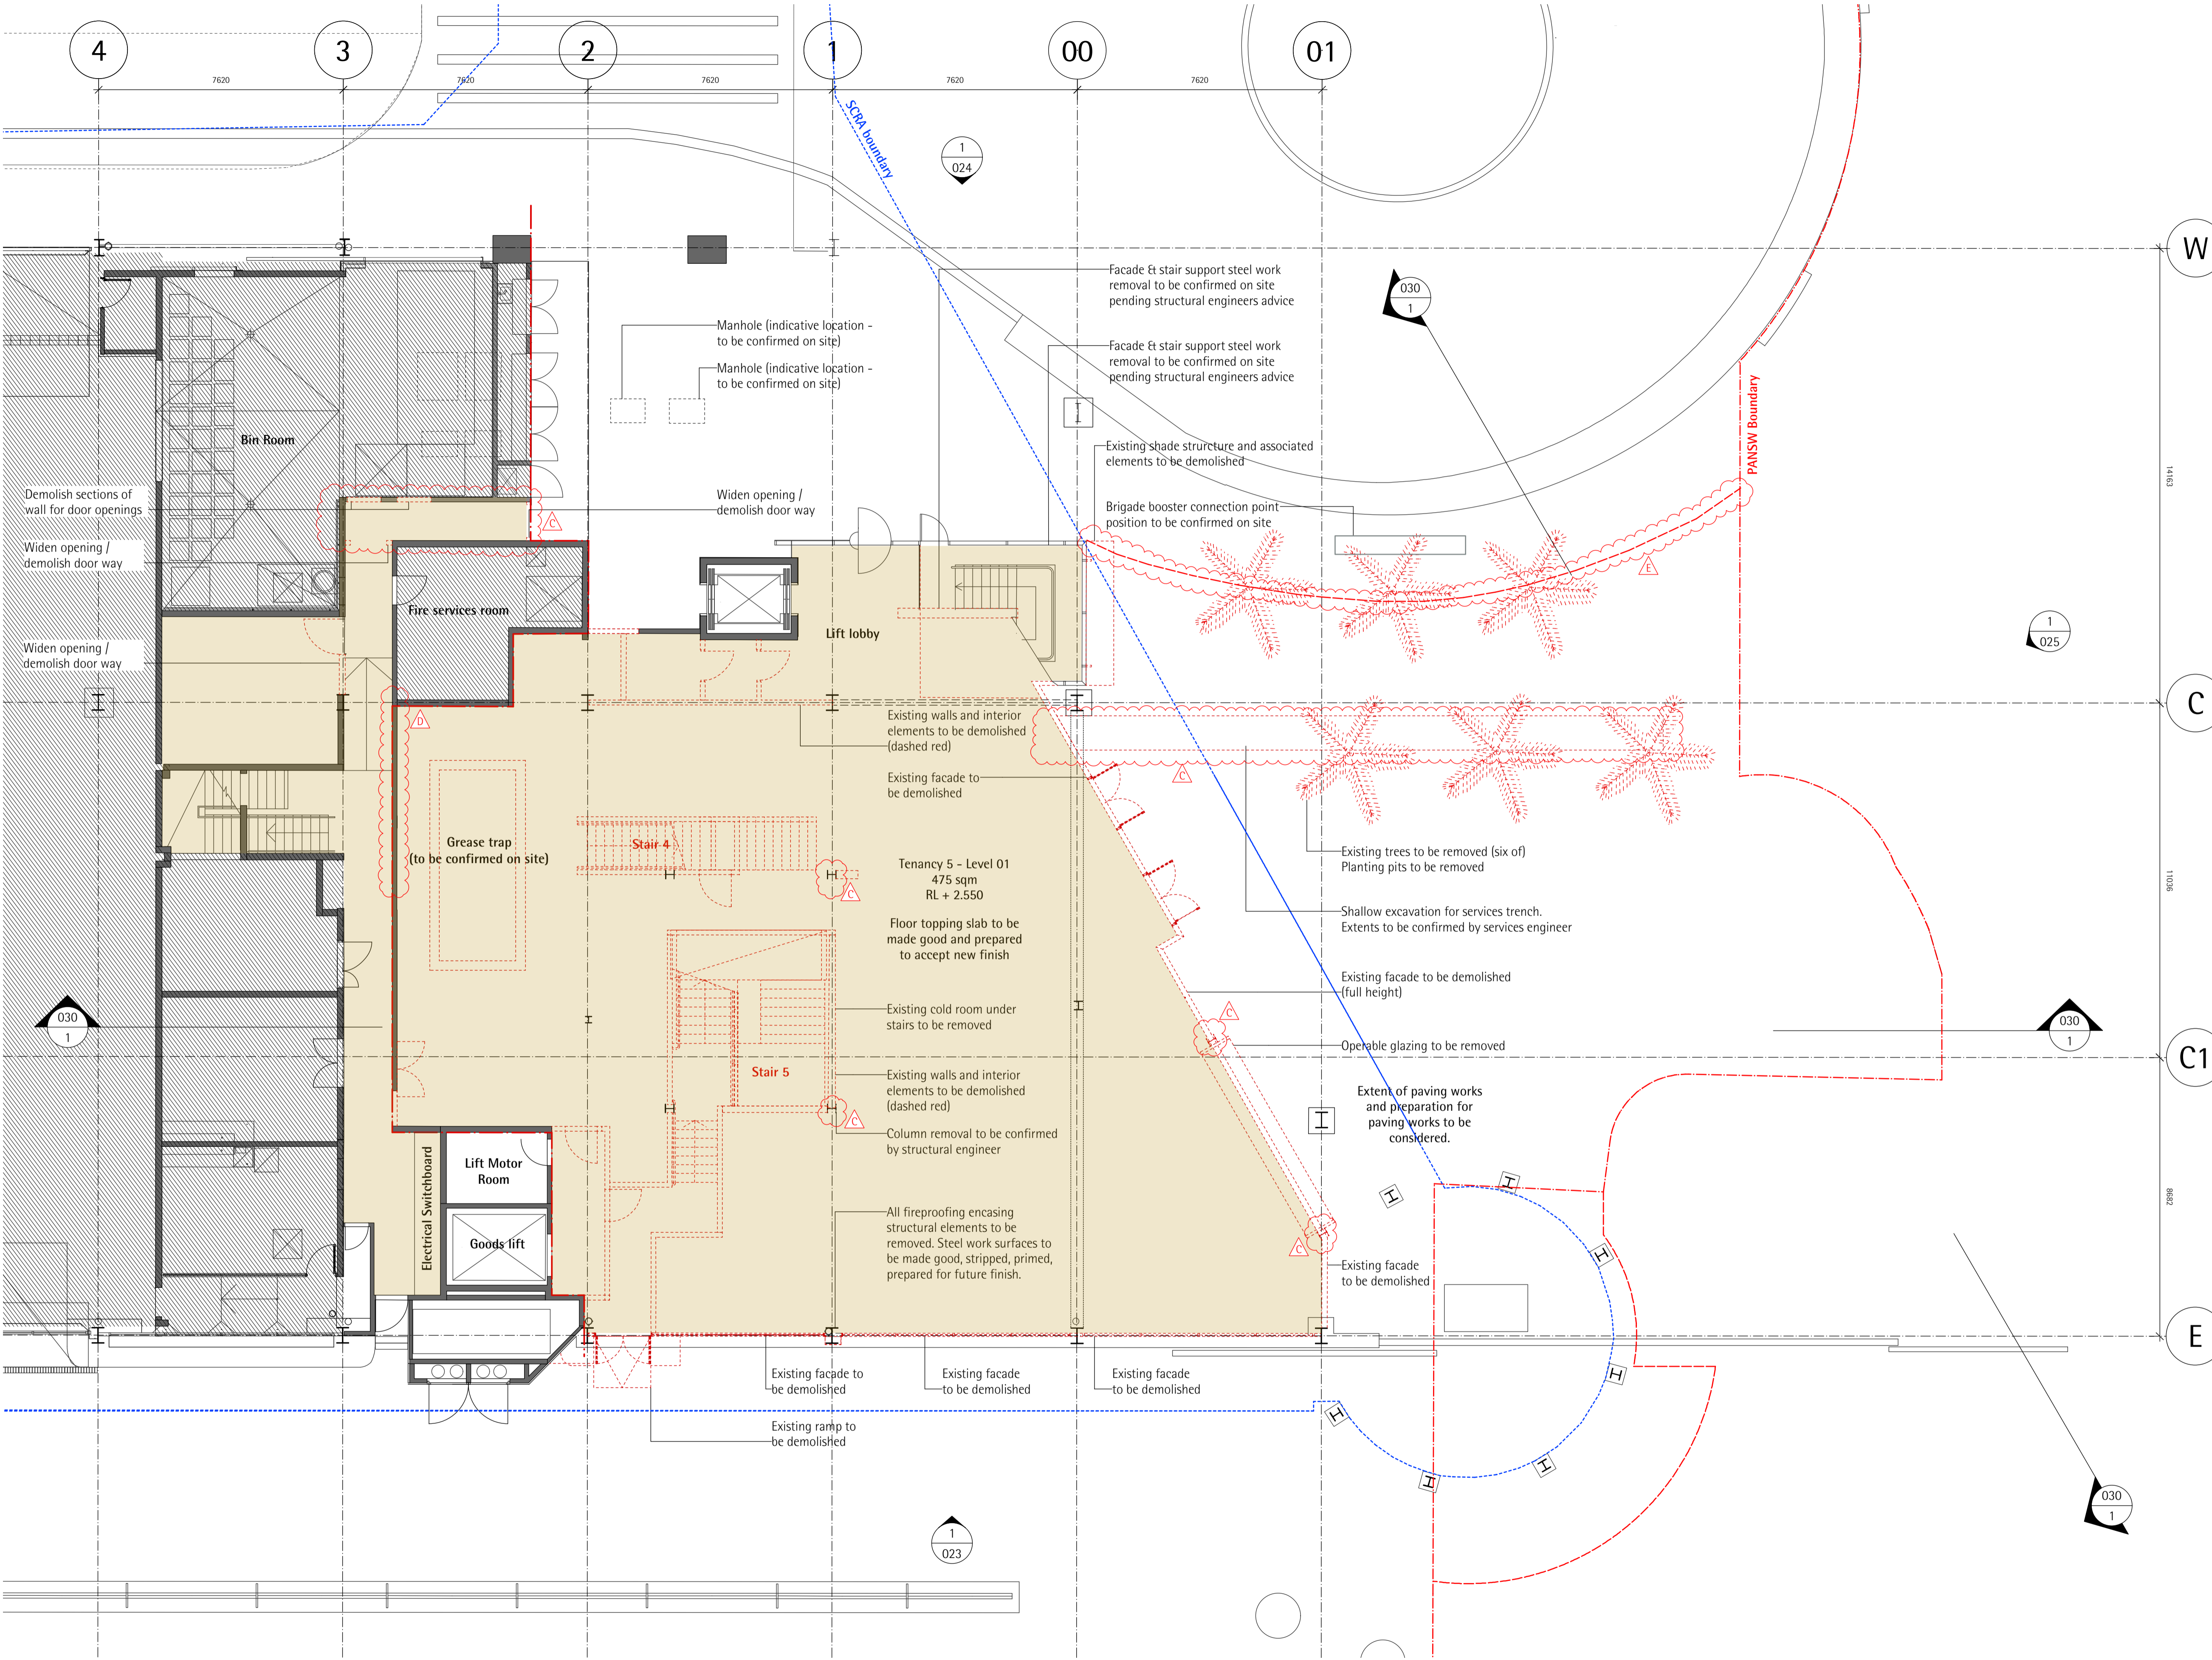 4
3
2
1
00
01
7620
7620
7620
7620
7620
SCRA boundary
1
024
W
Facade & stair support steel work
removal to be confirmed on site
pending structural engineers advice
030
1
Manhole (indicative location -
to be confirmed on site)
Manhole (indicative location -
to be confirmed on site)
Facade & stair support steel work
removal to be confirmed on site
pending structural engineers advice
PANSW Boundary
Bin Room
Existing shade strurcture and associated
elements to be demolished
14163
Demolish sections of
wall for door openings
Widen opening /
demolish door way
Brigade booster connection point
position to be confirmed on site
C
Widen opening /
demolish door way
E
Fire services room
Lift lobby
1
025
Widen opening /
demolish door way
C
D
Existing walls and interior
elements to be demolished
(dashed red)
Existing facade to
be demolished
C
Grease trap
(to be confirmed on site)
Stair 4
Tenancy 5 - Level 01
475 sqm
RL + 2.550
Floor topping slab to be
made good and prepared
to accept new finish
C
Existing trees to be removed (six of)
Planting pits to be removed
11036
Shallow excavation for services trench.
Extents to be confirmed by services engineer
Existing facade to be demolished
(full height)
030
1
Existing cold room under
stairs to be removed
C
Operable glazing to be removed
030
1
C1
Stair 5
Existing walls and interior
elements to be demolished
(dashed red)
Extent of paving works
and preparation for
paving works to be
considered.
C
Column removal to be confirmed
by structural engineer
Electrical Switchboard
Lift Motor
Room
Goods lift
8682
All fireproofing encasing
structural elements to be
removed. Steel work surfaces to
be made good, stripped, primed,
prepared for future finish.
C
Existing facade
to be demolished
E
Existing facade to
be demolished
Existing facade
to be demolished
Existing facade
to be demolished
Existing ramp to
be demolished
1
023
030
1